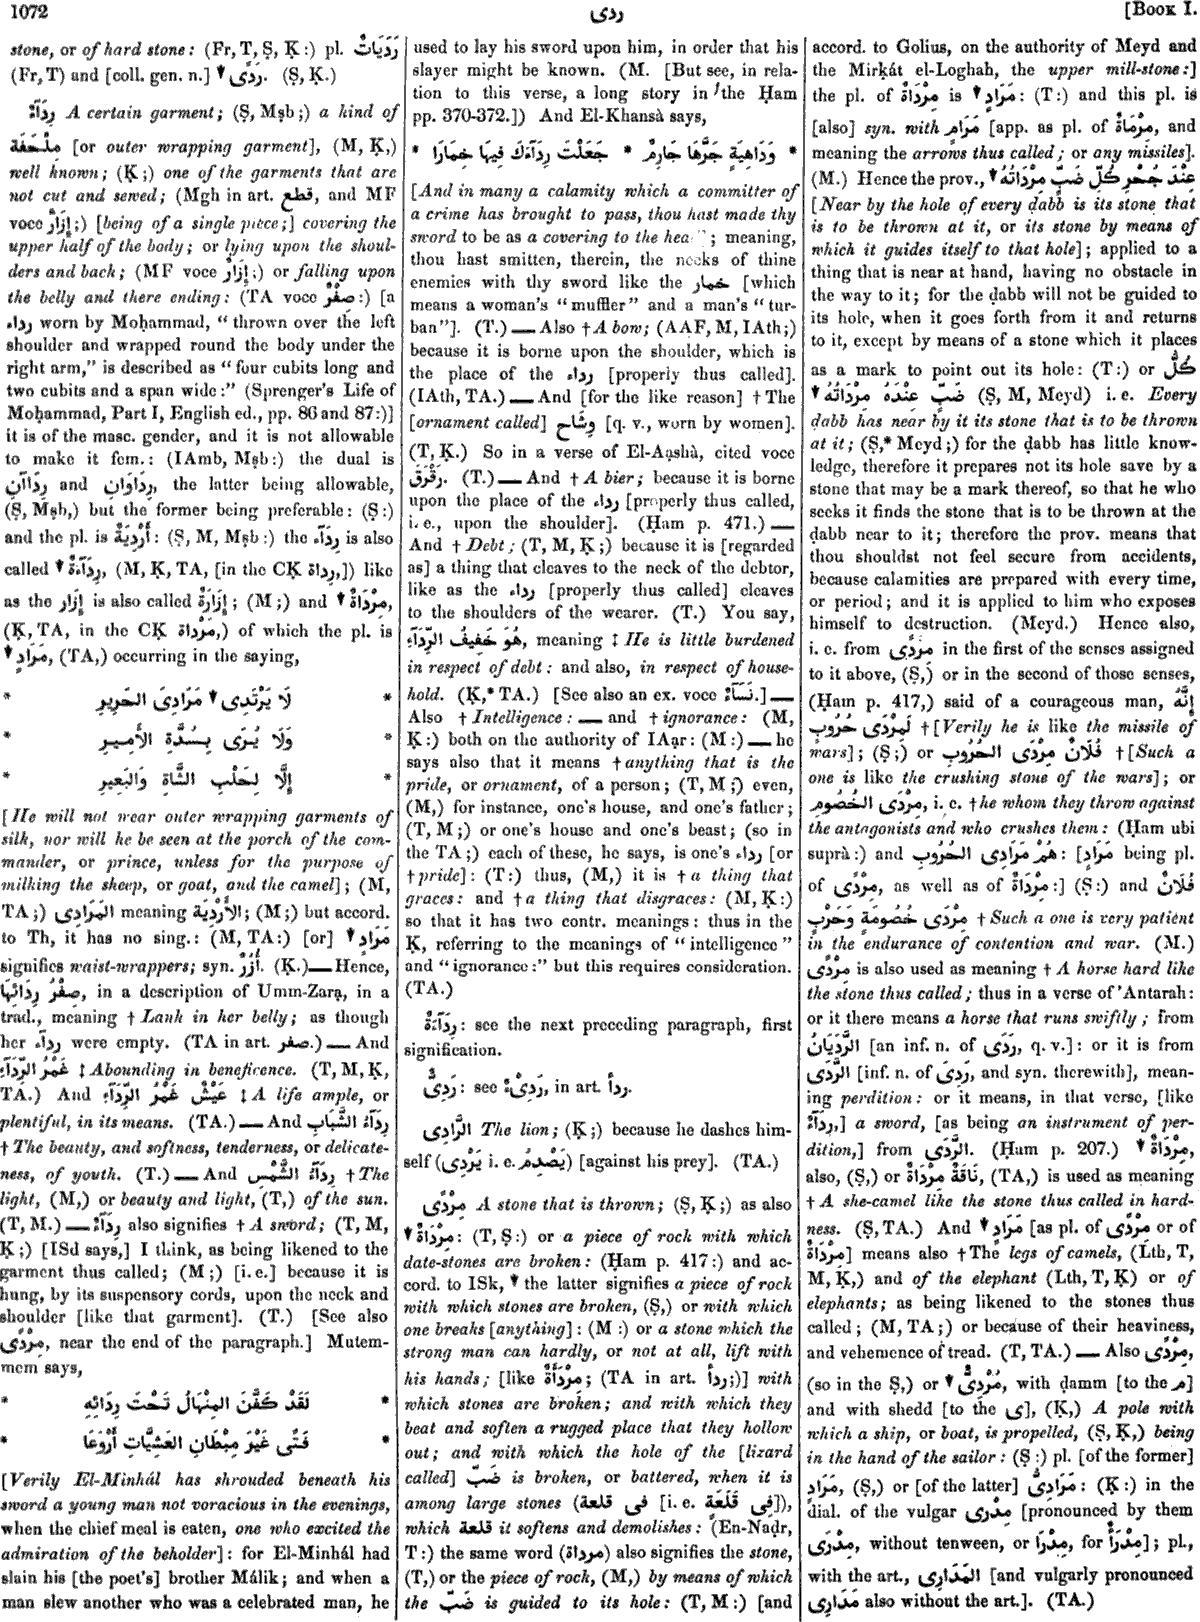 1072
ردى
[Book I.
stone, or of hard stone: (Fr, T, Ṣ, Ḳ:) pl. رَدَيَاتٌ
(Fr, T) and [coll. gen. n.] رَدًى. (Ṣ, Ḳ.)
رِدَآءٌ A certain garment; (Ṣ, Mṣb;) a kind of
مِلْحَفَة [or outer wrapping garment], (M, Ḳ,)
well known; (Ḳ;) one of the garments that are
not cut and sewed; (Mgh in art. قطع, and MF
voce إِزَارٌ;) [being of a single piece;] covering the
upper half of the body; or lying upon the shoul-
ders and back; (MF voce إِزَارٌ;) or falling upon
the belly and there ending: (TA voce صِفْرٌ:) [a
رداء worn by Moḥammad, “thrown over the left
shoulder and wrapped round the body under the
right arm,” is described as “four cubits long and
two cubits and a span wide:” (Sprenger's Life of
Moḥammad, Part I, English ed., pp. 86 and 87:)]
it is of the masc. gender, and it is not allowable
to make it fem.: (IAmb, Mṣb:) the dual is
رِدَاآنِ and رِدَاوَانِ, the latter being allowable,
(Ṣ, Mṣb,) but the former being preferable: (Ṣ:)
and the pl. is أَرْدِيَةٌ: (Ṣ, M, Mṣb:) the رِدَآء is also
called رِدَآءَةٌ, (M, Ḳ, TA, [in the CḲ رِداة,]) like
as the إِزَار is also called إِزَارَةٌ; (M;) and مِرْدَاةٌ,
(Ḳ, TA, in the CḲ مَرْداة,) of which the pl. is
مَرَادٍ, (TA,) occurring in the saying,
* لَا يَرْتَدِى مَرَادِىَ الحَرِيرِ *
* وَلَا يُرَى بِسُدَّةِ الأَمِيرِ *
* إِلَّا لِحَلْبِ الشَّاةِ وَالبَعِيرِ *
[He will not wear outer wrapping garments of
silk, nor will he be seen at the porch of the com-
mander, or prince, unless for the purpose of
milking the sheep, or goat, and the camel]; (M,
TA;) المَرَادِى meaning الأَرْدِيَة; (M;) but accord.
to Th, it has no sing.: (M, TA:) [or] مَرَادٍ
signifies waist-wrappers; syn. أُزُرٌ. (Ḳ.)— Hence,
صِفْرُ رِدَائِهَا, in a description of Umm-Zarạ, in a
trad., meaning † Lank in her belly; as though
her رِدآء were empty. (TA in art. صفر.) — And
غَمْرُ الرِّدَآءِ ‡ Abounding in beneficence. (T, M, Ḳ,
TA.) And عَيْشٌ غَمْرُ الرِّدَآءِ ‡ A life ample, or
plentiful, in its means. (TA.) — And رِدَآءُ الشَّبَابِ
† The beauty, and softness, tenderness, or delicate-
ness, of youth. (T.) — And رِدَآءُ الشَّمْسِ † The
light, (M,) or beauty and light, (T,) of the sun.
(T, M.) — رِدَآءٌ also signifies † A sword; (T, M,
Ḳ;) [ISd says,] I think, as being likened to the
garment thus called; (M;) [i. e.] because it is
hung, by its suspensory cords, upon the neck and
shoulder [like that garment]. (T.) [See also
مِرْدًى, near the end of the paragraph.] Mutem-
mem says,
* لَقَدْ كَفَّنَ المِنْهَالُ تَحْتَ رِدَائِهِ *
* فَتًى غَيْرَ مِبْطَانِ العَشِيَّاتِ أَرْوَعَا *
[Verily El-Minhál has shrouded beneath his
sword a young man not voracious in the evenings,
when the chief meal is eaten, one who excited the
admiration of the beholder]: for El-Minhál had
slain his [the poet's] brother Málik; and when a
man slew another who was a celebrated man, he
used to lay his sword upon him, in order that his
slayer might be known. (M. [But see, in rela-
tion to this verse, a long story in the Ḥam
pp. 370-372.]) And El-Khansà says,
* وَدَاهِيَةٍ جَرَّهَا جَارِمٌ * جَعَلْتَ رِدَآءَكَ فِيهَا خِمَارَا *
[And in many a calamity which a committer of
a crime has brought to pass, thou hast made thy
sword to be as a covering to the hea ; meaning,
thou hast smitten, therein, the necks of thine
enemies with thy sword like the خمار [which
means a woman's “muffler” and a man's “tur-
ban”]. (T.) — Also † A bow; (AAF, M, IAth;)
because it is borne upon the shoulder, which is
the place of the رداء [properly thus called].
(IAth, TA.) — And [for the like reason] † The
[ornament called] وِشَاح [q. v., worn by women].
(T, Ḳ.) So in a verse of El-Aạshà, cited voce
رَقْرَقَ. (T.) — And † A bier; because it is borne
upon the place of the رداء [properly thus called,
i. e., upon the shoulder]. (Ḥam p. 471.) —
And † Debt; (T, M, Ḳ;) because it is [regarded
as] a thing that cleaves to the neck of the debtor,
like as the رداء [properly thus called] cleaves
to the shoulders of the wearer. (T.) You say,
هُوَ خَفِيفُ الرِّدَآءِ, meaning ‡ He is little burdened
in respect of debt: and also, in respect of house-
hold. (Ḳ,* TA.) [See also an ex. voce نَسَآءٌ.] —
Also † Intelligence: — and † ignorance: (M,
Ḳ:) both on the authority of IAạr: (M:) — he
says also that it means † anything that is the
pride, or ornament, of a person; (T, M;) even,
(M,) for instance, one's house, and one's father;
(T, M;) or one's house and one's beast; (so in
the TA;) each of these, he says, is one's رداء [or
† pride]: (T:) thus, (M,) it is † a thing that
graces: and † a thing that disgraces: (M, Ḳ:)
so that it has two contr. meanings: thus in the
Ḳ, referring to the meanings of “intelligence”
and “ignorance:” but this requires consideration.
(TA.)
رِدَآءَةٌ: see the next preceding paragraph, first
signification.
رَدِىٌّ: see رَدِىْءٌ, in art. ردأ.
الرَّادِى The lion; (Ḳ;) because he dashes him-
self (يَرْدِى i. e. يَصْدِمُ) [against his prey]. (TA.)
مِرْدًى A stone that is thrown; (Ṣ, Ḳ;) as also
مِرْدَاةٌ: (T, Ṣ:) or a piece of rock with which
date-stones are broken: (Ḥam p. 417:) and ac-
cord. to ISk, the latter signifies a piece of rock
with which stones are broken, (Ṣ,) or with which
one breaks [anything]: (M:) or a stone which the
strong man can hardly, or not at all, lift with
his hands; [like مِرْدَأَةٌ; (TA in art. ردأ;)] with
which stones are broken; and with which they
beat and soften a rugged place that they hollow
out; and with which the hole of the [lizard
called] ضَبّ is broken, or battered, when it is
among large stones (فى قلعة [i. e. فِى قَلَعَةٍ]),
which قلعة it softens and demolishes: (En-Naḍr,
T:) the same word (مرداة) also signifies the stone,
(T,) or the piece of rock, (M,) by means of which
the ضَبّ is guided to its hole: (T, M:) [and
accord. to Golius, on the authority of Meyd and
the Mirḳát el-Loghah, the upper mill-stone:]
the pl. of مِرْدَاةٌ is مَرَادٍ: (T:) and this pl. is
[also] syn. with مَرَامٍ [app. as pl. of مِرْمَاةٌ, and
meaning the arrows thus called; or any missiles].
(M.) Hence the prov., عِنْدَ جُحْرِ كُلِّ ضَبٍّ مِرْدَاتُهُ
[Near by the hole of every ḍabb is its stone that
is to be thrown at it, or its stone by means of
which it guides itself to that hole]; applied to a
thing that is near at hand, having no obstacle in
the way to it; for the ḍabb will not be guided to
its hole, when it goes forth from it and returns
to it, except by means of a stone which it places
as a mark to point out its hole: (T:) or كُلُّ
ضَبٍّ عِنْدَهُ مِرْدَاتُهُ (Ṣ, M, Meyd) i. e. Every
ḍabb has near by it its stone that is to be thrown
at it; (Ṣ,* Meyd;) for the ḍabb has little know-
ledge, therefore it prepares not its hole save by a
stone that may be a mark thereof, so that he who
seeks it finds the stone that is to be thrown at the
ḍabb near to it; therefore the prov. means that
thou shouldst not feel secure from accidents,
because calamities are prepared with every time,
or period; and it is applied to him who exposes
himself to destruction. (Meyd.) Hence also,
i. e. from مِرْدًى in the first of the senses assigned
to it above, (Ṣ,) or in the second of those senses,
(Ḥam p. 417,) said of a courageous man, إِنَّهُ
لَمِرْدَى حُرُوبٍ † [Verily he is like the missile of
wars]; (Ṣ;) or فُلَانٌ مِرْدَى الحُرُوبِ † [Such a
one is like the crushing stone of the wars]; or
مِرْدَى الخُصُومِ, i. e. † he whom they throw against
the antagonists and who crushes them: (Ḥam ubi
suprà:) and هُمْ مَرَادِى الحُرُوبِ: [مَرَادٍ being pl.
of مِرْدًى, as well as of مِرْدَاةٌ:] (Ṣ:) and فُلَانٌ
مِرْدَى خُصُومَةٍ وَحَرْبٍ † Such a one is very patient
in the endurance of contention and war. (M.)
مِرْدًى is also used as meaning † A horse hard like
the stone thus called; thus in a verse of 'Antarah:
or it there means a horse that runs swiftly; from
الرَّدَيَانُ [an inf. n. of رَدَى, q. v.]: or it is from
الرَّدَى [inf. n. of رَدِىَ, and syn. therewith], mean-
ing perdition: or it means, in that verse, [like
رِدَآءٌ,] a sword, [as being an instrument of per-
dition,] from الرَّدَى. (Ḥam p. 207.) مِرْدَاةٌ,
also, (Ṣ,) or نَاقَةٌ مِرْدَاةٌ, (TA,) is used as meaning
† A she-camel like the stone thus called in hard-
ness. (Ṣ, TA.) And مَرَادٍ [as pl. of مِرْدًى or of
مِرْدَاةٌ] means also † The legs of camels, (Lth, T,
M, Ḳ,) and of the elephant (Lth, T, Ḳ) or of
elephants; as being likened to the stones thus
called; (M, TA;) or because of their heaviness,
and vehemence of tread. (T, TA.) — Also مِرْدًى,
(so in the Ṣ,) or مُرْدِىٌّ, with ḍamm [to the م]
and with shedd [to the ى], (Ḳ,) A pole with
which a ship, or boat, is propelled, (Ṣ, Ḳ,) being
in the hand of the sailor: (Ṣ:) pl. [of the former]
مَرَادٍ, (Ṣ,) or [of the latter] مَرَادِىُّ: (Ḳ:) in the
dial. of the vulgar مِدْرى [pronounced by them
مِدْرَى, without tenween, or مِدْرَا, for مِدْرَأٌ]; pl.,
with the art., المَدَارِى [and vulgarly pronounced
مَدَارِى also without the art.]. (TA.)